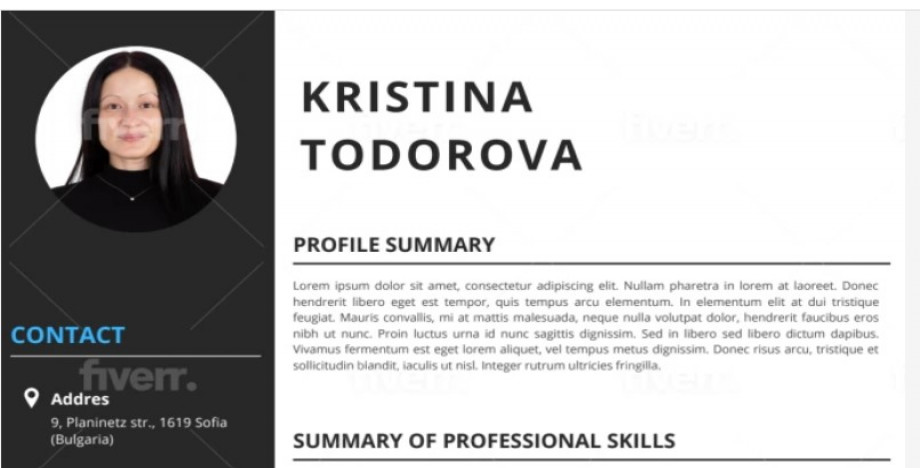 KRISTINA
TODOROVA
PROFILE SUMMARY
Lorem ipsum dolor sit amet, consectetur adipiscing elit. Nullam pharetra in lorem at laoreet. Donec
hendrerit libero eget est tempor, quis tempus arcu elementum. In elementum elit at dui tristique
feugiat. Mauris convallis, mi at mattis malesuada, neque nulla volutpat dolor, hendrerit faucibus eros
nibh ut nunc. Proin luctus urna id nunc sagittis dignissim. Sed in libero sed libero dictum dapibus.
Vivamus fermentum est eget lorem aliquet, vel tempus metus dignissim. Donec risus arcu, tristique et
sollicitudin blandit, iaculis ut nisl. Integer rutrum ultricies fringilla.
SUMMARY OF PROFESSIONAL SKILLS
fiverr.
CONTACT
fiverr.
Addres
9, Planinetz str., 1619 Sofia
(Bulgaria)
fiverr.
fiverr.
fiverr.
fiverr.